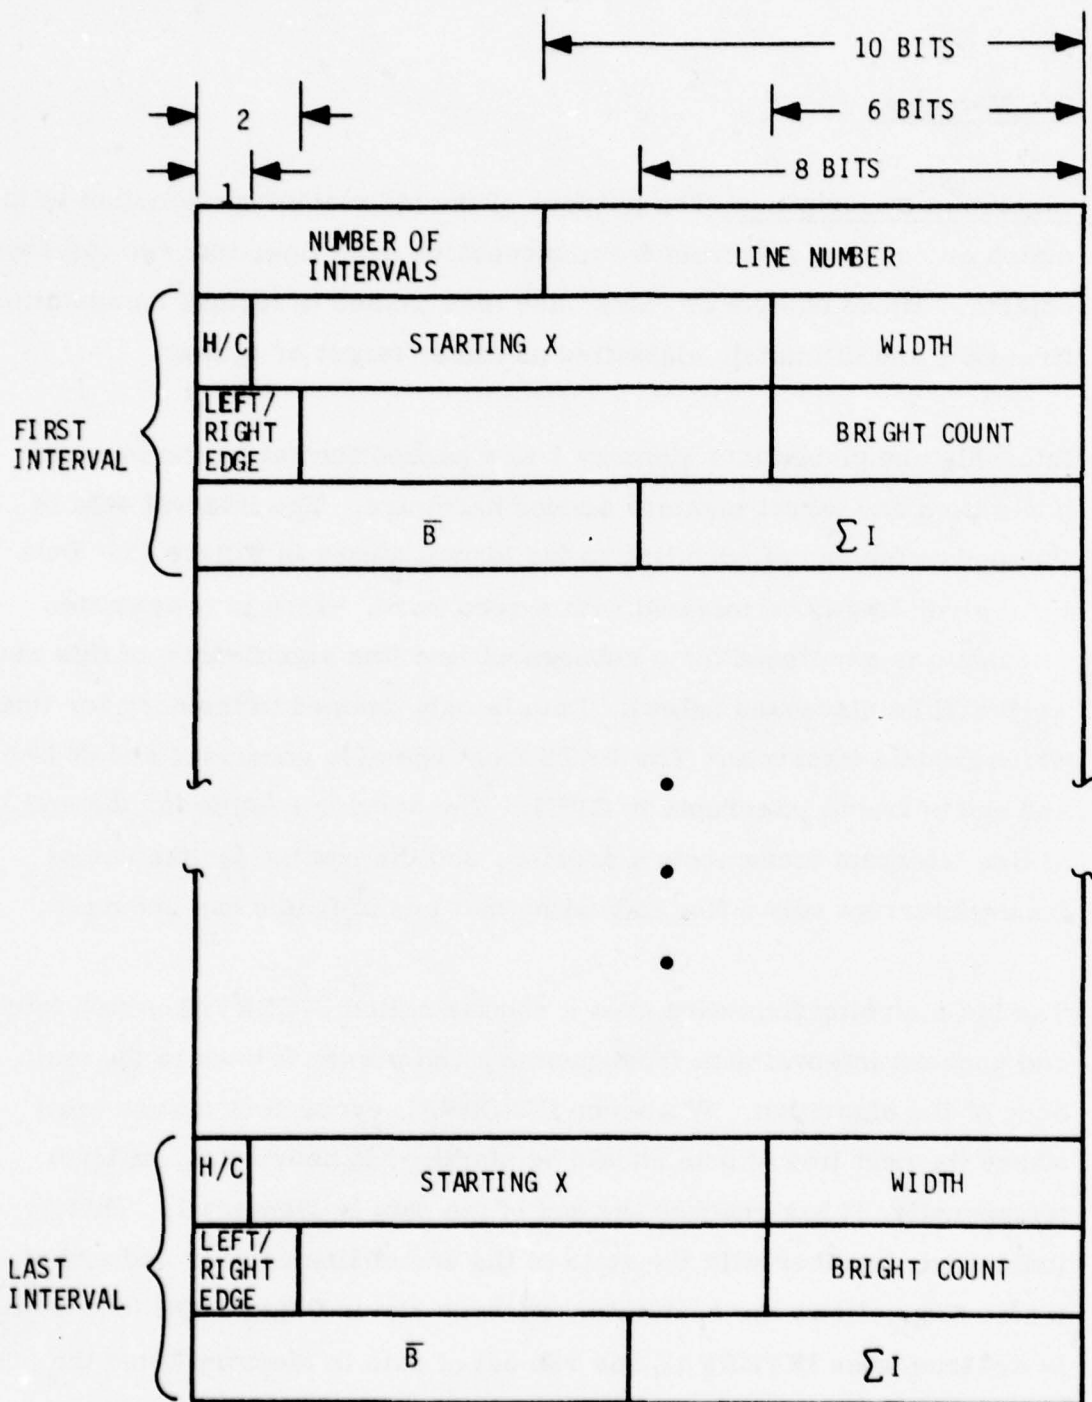 10 BITS
2
6 BITS
1
8 BITS
NUMBER OF
INTERVALS
LINE NUMBER
H/C
STARTING X
WIDTH
FIRST
INTERVAL
LEFT/
RIGHT
EDGE
BRIGHT COUNT
B̅
∑ I
H/C
STARTING X
WIDTH
LAST
INTERVAL
LEFT/
RIGHT
EDGE
BRIGHT COUNT
B̅
∑ I